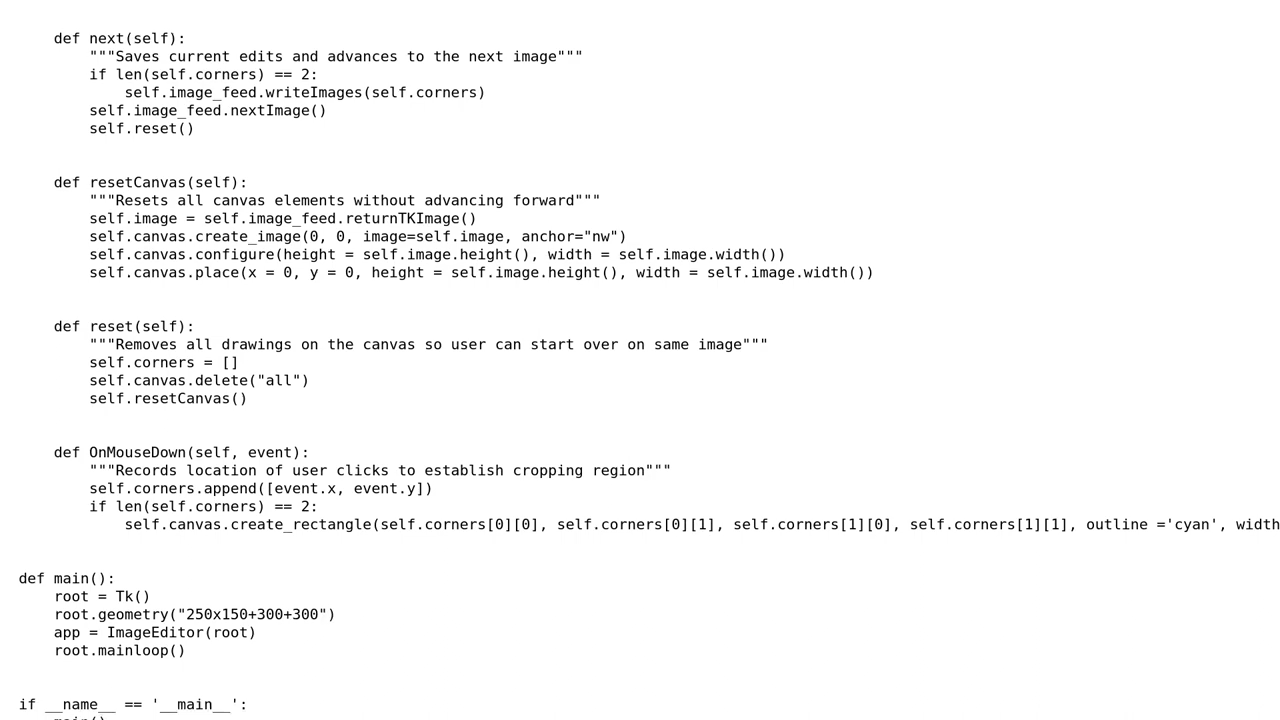 def next(self):
        """Saves current edits and advances to the next image"""
        if len(self.corners) == 2:
            self.image_feed.writeImages(self.corners)
        self.image_feed.nextImage()
        self.reset()
    def resetCanvas(self):
        """Resets all canvas elements without advancing forward"""
        self.image = self.image_feed.returnTKImage()
        self.canvas.create_image(0, 0, image=self.image, anchor="nw")
        self.canvas.configure(height = self.image.height(), width = self.image.width())
        self.canvas.place(x = 0, y = 0, height = self.image.height(), width = self.image.width())
    def reset(self):
        """Removes all drawings on the canvas so user can start over on same image"""
        self.corners = []
        self.canvas.delete("all")
        self.resetCanvas()
    def OnMouseDown(self, event):
        """Records location of user clicks to establish cropping region"""
        self.corners.append([event.x, event.y])
        if len(self.corners) == 2:
            self.canvas.create_rectangle(self.corners[0][0], self.corners[0][1], self.corners[1][0], self.corners[1][1], outline ='cyan', width
def main():
    root = Tk()
    root.geometry("250x150+300+300")
    app = ImageEditor(root)
    root.mainloop()
if __name__ == '__main__':
    main()